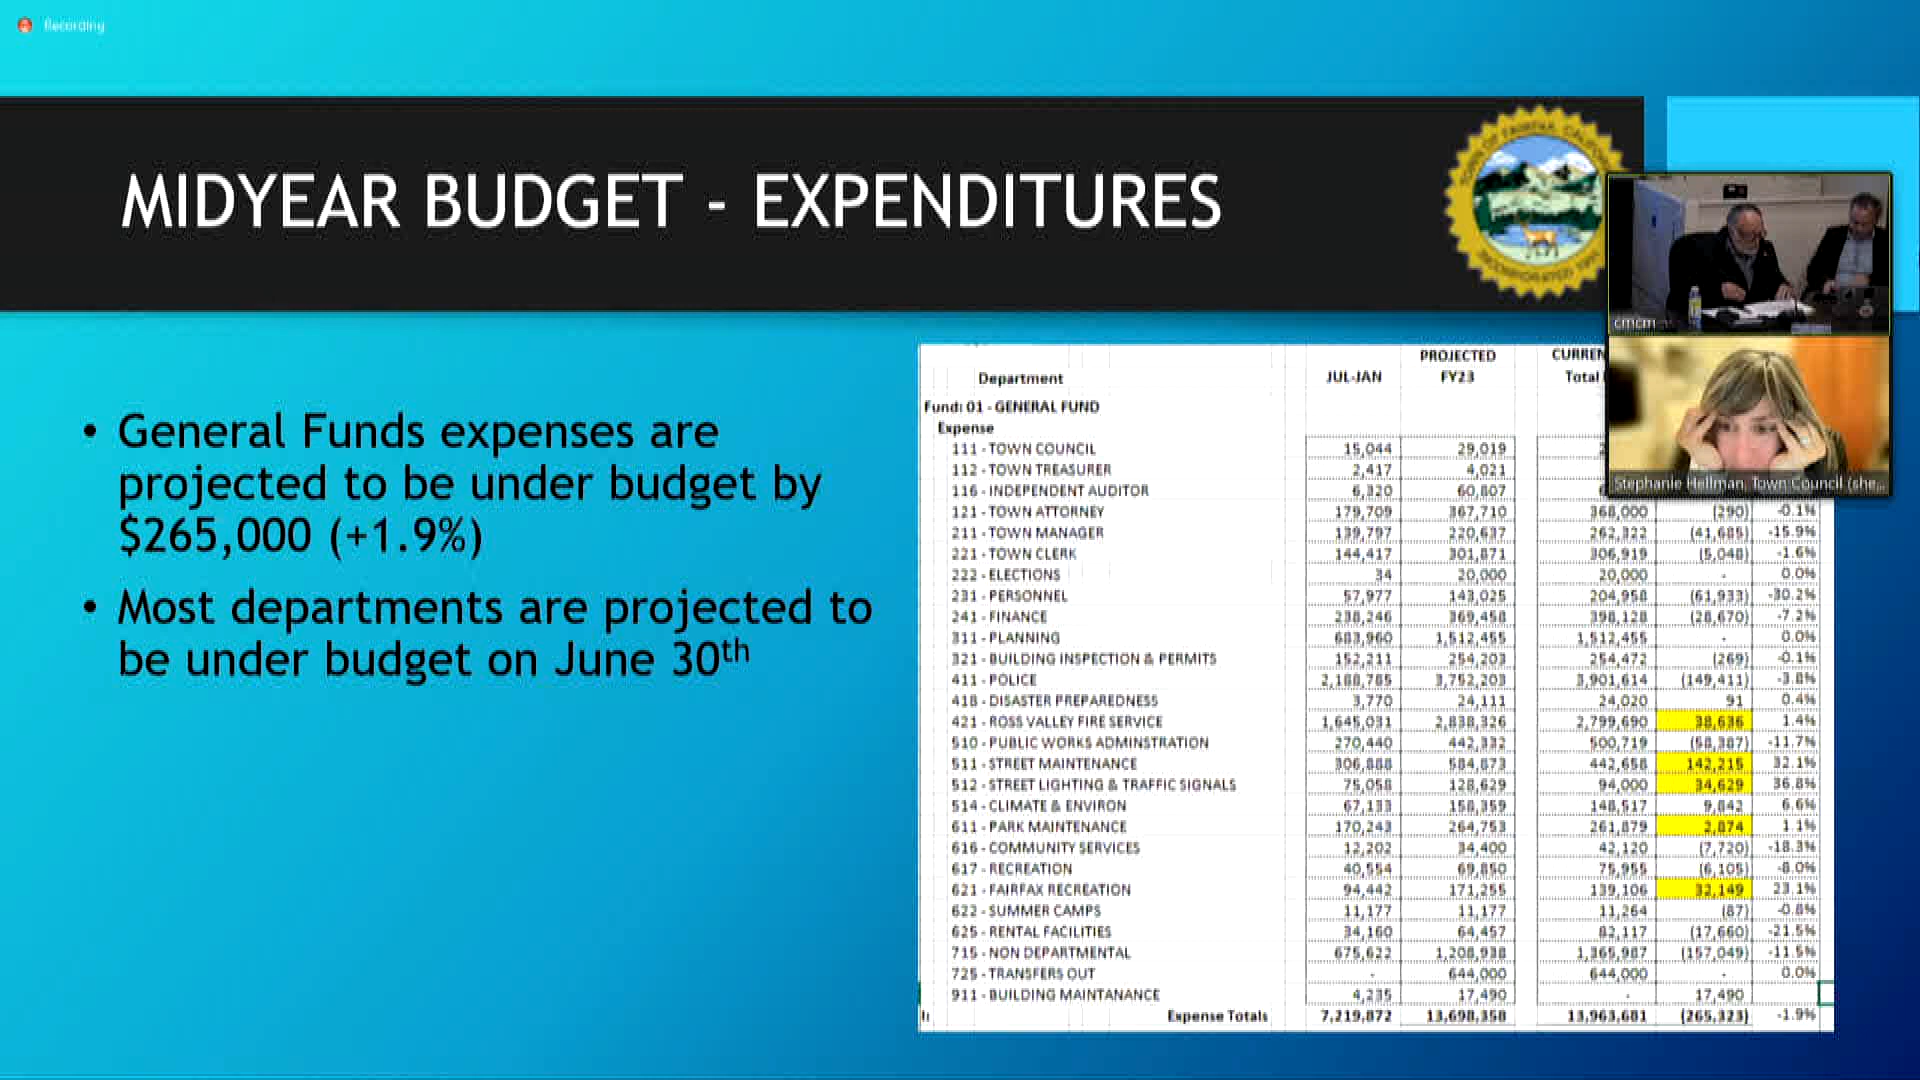 Recording
MIDYEAR BUDGET - EXPENDITURES
TOWN OF FAIRFAX, CALIFO
INCORPORATED 1931
cmcm
Stephanie Hellman, Town Council (she...
• General Funds expenses are
projected to be under budget by
$265,000 (+1.9%)
• Most departments are projected to
be under budget on June 30th
PROJECTED CURREN
Department JUL-JAN FY23 Total
Fund: 01 - GENERAL FUND
Expense
111 - TOWN COUNCIL 15,044 29,019 2
112 - TOWN TREASURER 2,417 4,021
116 - INDEPENDENT AUDITOR 6,320 60,807 6
121 - TOWN ATTORNEY 179,709 367,710 368,000 (290) -0.1%
211 - TOWN MANAGER 139,797 220,637 262,322 (41,685) -15.9%
221 - TOWN CLERK 144,417 301,871 306,919 (5,048) -1.6%
222 - ELECTIONS 34 20,000 20,000 - 0.0%
231 - PERSONNEL 57,977 143,025 204,958 (61,933) -30.2%
241 - FINANCE 238,246 369,458 398,128 (28,670) -7.2%
311 - PLANNING 683,960 1,512,455 1,512,455 - 0.0%
321 - BUILDING INSPECTION & PERMITS 152,211 254,203 254,472 (269) -0.1%
411 - POLICE 2,188,785 3,752,203 3,901,614 (149,411) -3.8%
418 - DISASTER PREPAREDNESS 3,770 24,111 24,020 91 0.4%
421 - ROSS VALLEY FIRE SERVICE 1,645,031 2,838,326 2,799,690 38,636 1.4%
510 - PUBLIC WORKS ADMINSTRATION 270,440 442,332 500,719 (58,387) -11.7%
511 - STREET MAINTENANCE 306,888 584,873 442,658 142,215 32.1%
512 - STREET LIGHTING & TRAFFIC SIGNALS 75,058 128,629 94,000 34,629 36.8%
514 - CLIMATE & ENVIRON 67,133 158,359 148,517 9,842 6.6%
611 - PARK MAINTENANCE 170,243 264,753 261,879 2,874 1.1%
616 - COMMUNITY SERVICES 12,202 34,400 42,120 (7,720) -18.3%
617 - RECREATION 40,554 69,850 75,955 (6,105) -8.0%
621 - FAIRFAX RECREATION 94,442 171,255 139,106 32,149 23.1%
622 - SUMMER CAMPS 11,177 11,177 11,264 (87) -0.8%
625 - RENTAL FACILITIES 34,160 64,457 82,117 (17,660) -21.5%
715 - NON DEPARTMENTAL 675,622 1,208,938 1,365,987 (157,049) -11.5%
725 - TRANSFERS OUT - 644,000 644,000 - 0.0%
911 - BUILDING MAINTANANCE 4,235 17,490 - 17,490
Expense Totals 7,219,872 13,698,358 13,963,681 (265,323) -1.9%